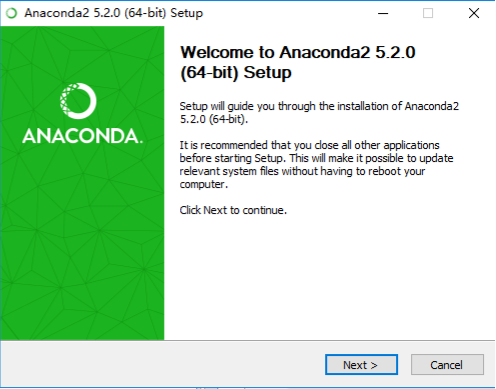 Anaconda2 5.2.0 (64-bit) Setup
Welcome to Anaconda2 5.2.0
(64-bit) Setup
Setup will guide you through the installation of Anaconda2
5.2.0 (64-bit).
It is recommended that you close all other applications
before starting Setup. This will make it possible to update
relevant system files without having to reboot your
computer.
Click Next to continue.
ANACONDA.
Next >
Cancel